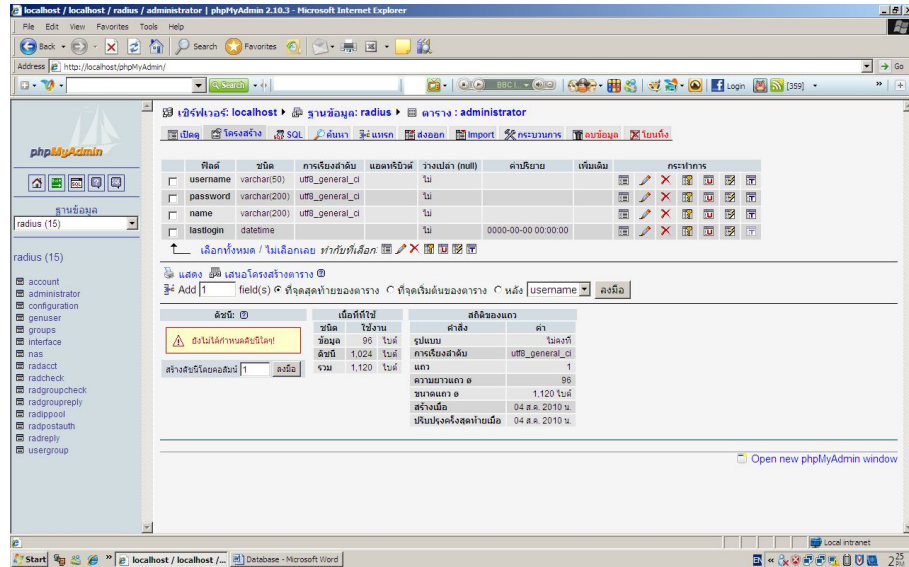 localhost / localhost / radius / administrator | phpMyAdmin 2.10.3 - Microsoft Internet Explorer
File Edit View Favorites Tools Help
Back Search Favorites
Address http://localhost/phpMyAdmin/ Go
Search BBC Login [359]
phpMyAdmin
ฐานข้อมูล
radius (15)
radius (15)
account
administrator
configuration
genuser
groups
interface
nas
radacct
radcheck
radgroupcheck
radgroupreply
radippool
radpostauth
radreply
usergroup
เซิร์ฟเวอร์: localhost ฐานข้อมูล: radius ตาราง : administrator
เปิดดู โครงสร้าง SQL ค้นหา แทรก ส่งออก Import กระบวนการ ลบข้อมูล โยนทิ้ง
ฟิลด์ ชนิด การเรียงลำดับ แอตทริบิวต์ ว่างเปล่า (null) ค่าปริยาย เพิ่มเติม กระทำการ
username varchar(50) utf8_general_ci ไม่
password varchar(200) utf8_general_ci ไม่
name varchar(200) utf8_general_ci ไม่
lastlogin datetime ไม่ 0000-00-00 00:00:00
เลือกทั้งหมด / ไม่เลือกเลย ทำกับที่เลือก:
แสดง เสนอโครงสร้างตาราง
Add 1 field(s) ที่จุดสุดท้ายของตาราง ที่จุดเริ่มต้นของตาราง หลัง username ลงมือ
ดัชนี:
ยังไม่ได้กำหนดดัชนีใดๆ!
สร้างดัชนีโดยคอลัมน์ 1 ลงมือ
เนื้อที่ที่ใช้
ชนิด ใช้งาน
ข้อมูล 96 ไบต์
ดัชนี 1,024 ไบต์
รวม 1,120 ไบต์
สถิติของแถว
คำสั่ง ค่า
รูปแบบ ไม่คงที่
การเรียงลำดับ utf8_general_ci
แถว 1
ความยาวแถว ø 96
ขนาดแถว ø 1,120 ไบต์
สร้างเมื่อ 04 ส.ค. 2010 น.
ปรับปรุงครั้งสุดท้ายเมื่อ 04 ส.ค. 2010 น.
Open new phpMyAdmin window
Local intranet
Start localhost / localhost /... Database - Microsoft Word EN 2:25 PM